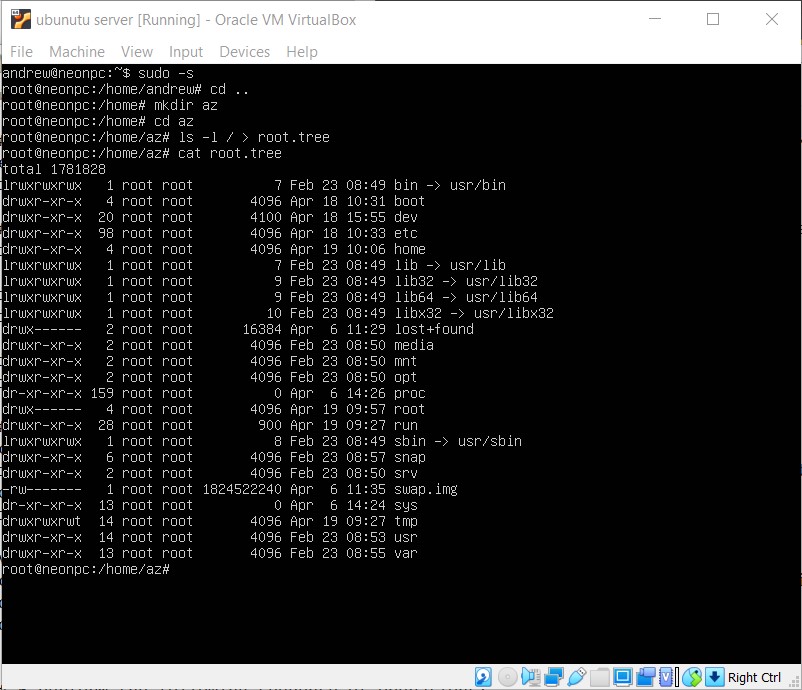 ubunutu server [Running] - Oracle VM VirtualBox
File Machine View Input Devices Help
andrew@neonpc:~$ sudo -s
root@neonpc:/home/andrew# cd ..
root@neonpc:/home# mkdir az
root@neonpc:/home# cd az
root@neonpc:/home/az# ls -l / > root.tree
root@neonpc:/home/az# cat root.tree
total 1781828
lrwxrwxrwx   1 root root          7 Feb 23 08:49 bin -> usr/bin
drwxr-xr-x   4 root root       4096 Apr 18 10:31 boot
drwxr-xr-x  20 root root       4100 Apr 18 15:55 dev
drwxr-xr-x  98 root root       4096 Apr 18 10:33 etc
drwxr-xr-x   4 root root       4096 Apr 19 10:06 home
lrwxrwxrwx   1 root root          7 Feb 23 08:49 lib -> usr/lib
lrwxrwxrwx   1 root root          9 Feb 23 08:49 lib32 -> usr/lib32
lrwxrwxrwx   1 root root          9 Feb 23 08:49 lib64 -> usr/lib64
lrwxrwxrwx   1 root root         10 Feb 23 08:49 libx32 -> usr/libx32
drwx------   2 root root      16384 Apr  6 11:29 lost+found
drwxr-xr-x   2 root root       4096 Feb 23 08:50 media
drwxr-xr-x   2 root root       4096 Feb 23 08:50 mnt
drwxr-xr-x   2 root root       4096 Feb 23 08:50 opt
dr-xr-xr-x 159 root root          0 Apr  6 14:26 proc
drwx------   4 root root       4096 Apr 19 09:57 root
drwxr-xr-x  28 root root        900 Apr 19 09:27 run
lrwxrwxrwx   1 root root          8 Feb 23 08:49 sbin -> usr/sbin
drwxr-xr-x   6 root root       4096 Feb 23 08:57 snap
drwxr-xr-x   2 root root       4096 Feb 23 08:50 srv
-rw-------   1 root root 1824522240 Apr  6 11:35 swap.img
dr-xr-xr-x  13 root root          0 Apr  6 14:24 sys
drwxrwxrwt  14 root root       4096 Apr 19 09:27 tmp
drwxr-xr-x  14 root root       4096 Feb 23 08:53 usr
drwxr-xr-x  13 root root       4096 Feb 23 08:55 var
root@neonpc:/home/az#
Right Ctrl